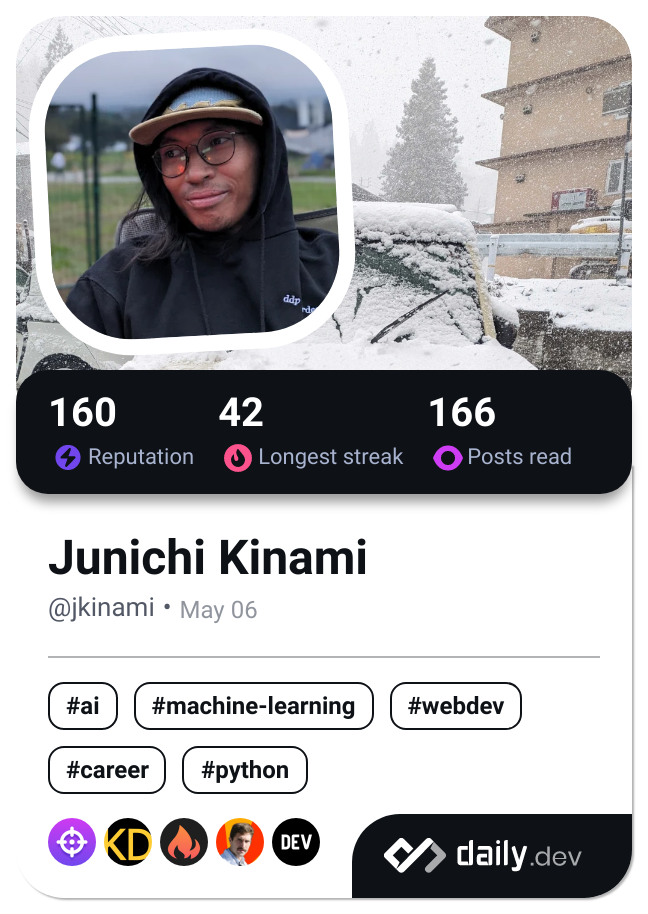 160 42 166
Reputation Longest streak Posts read
Junichi Kinami
@jkinami • May 06
#ai #machine-learning #webdev
#career #python
KD DEV
daily.dev
ddp